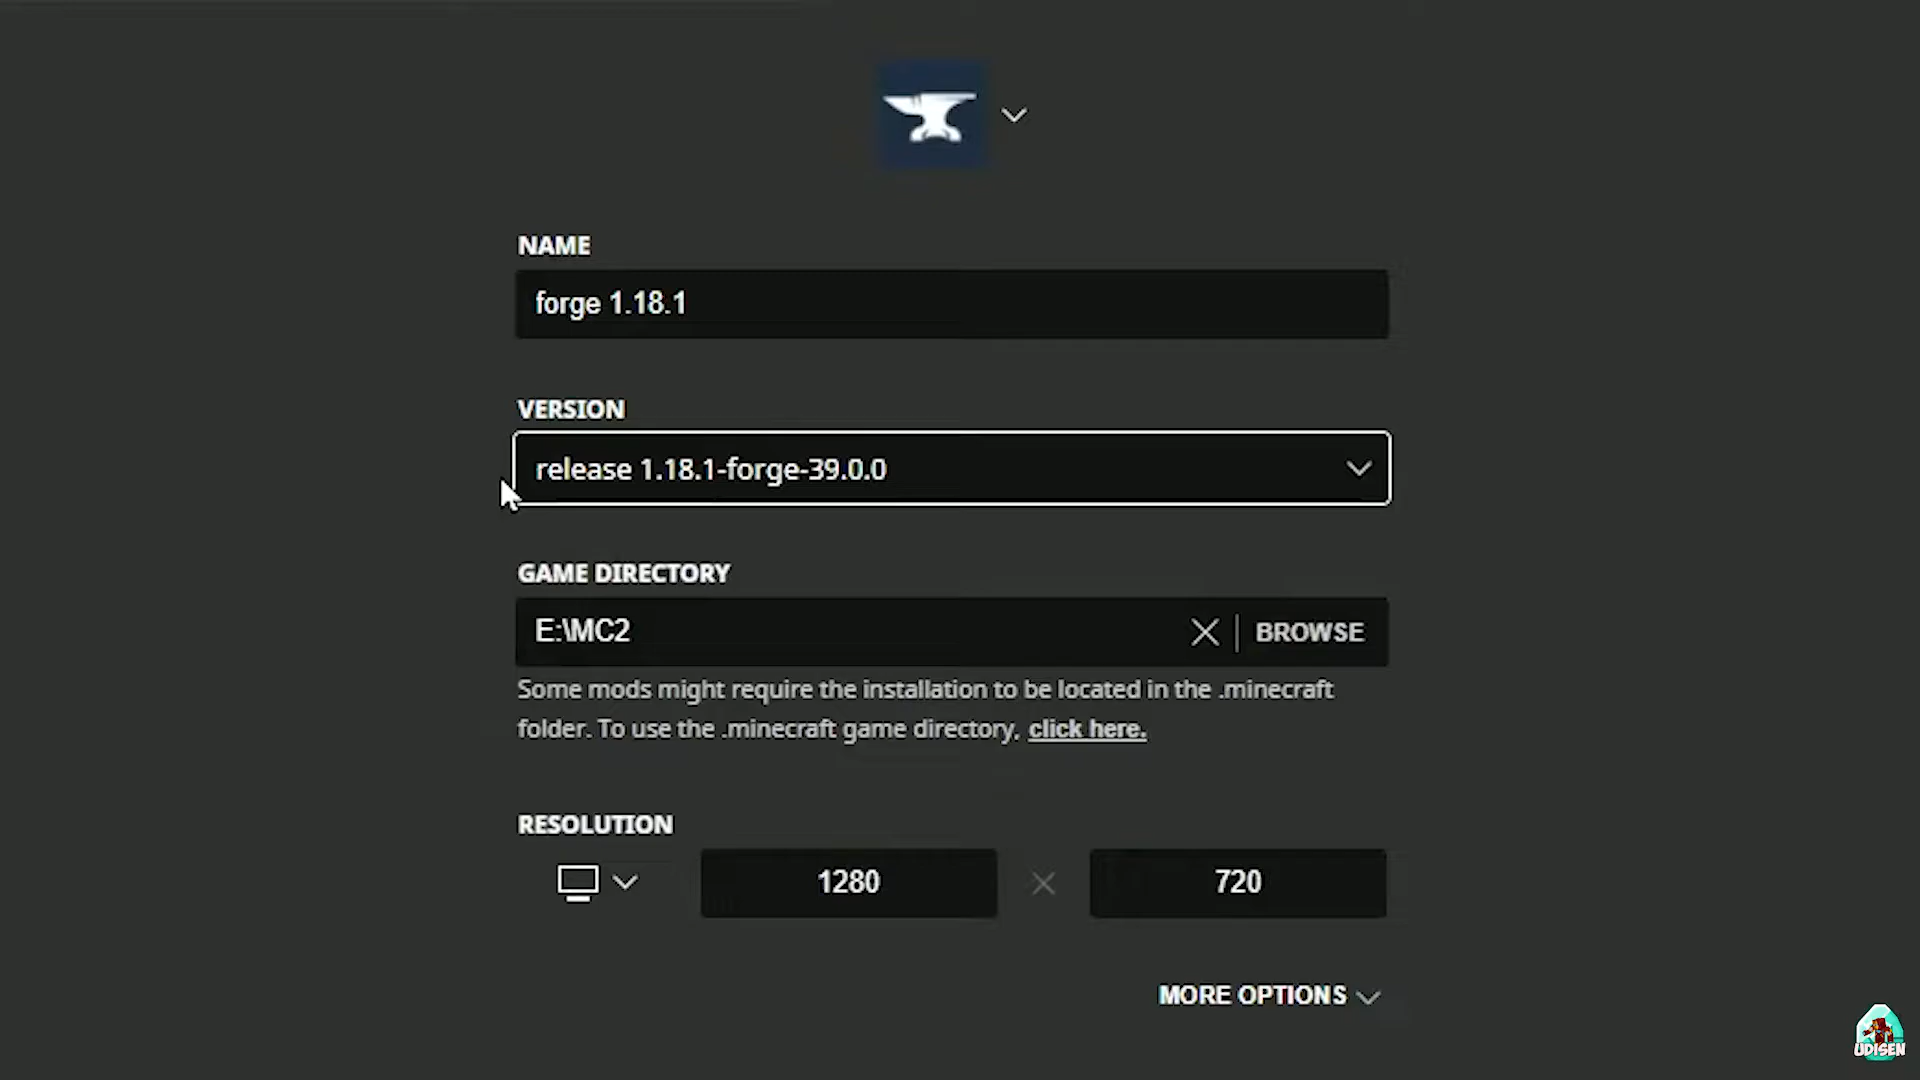 NAME
forge 1.18.1
VERSION
release 1.18.1-forge-39.0.0
GAME DIRECTORY
E:\MC2
BROWSE
Some mods might require the installation to be located in the .minecraft
folder. To use the .minecraft game directory, click here.
RESOLUTION
1280
720
MORE OPTIONS
UDISEN